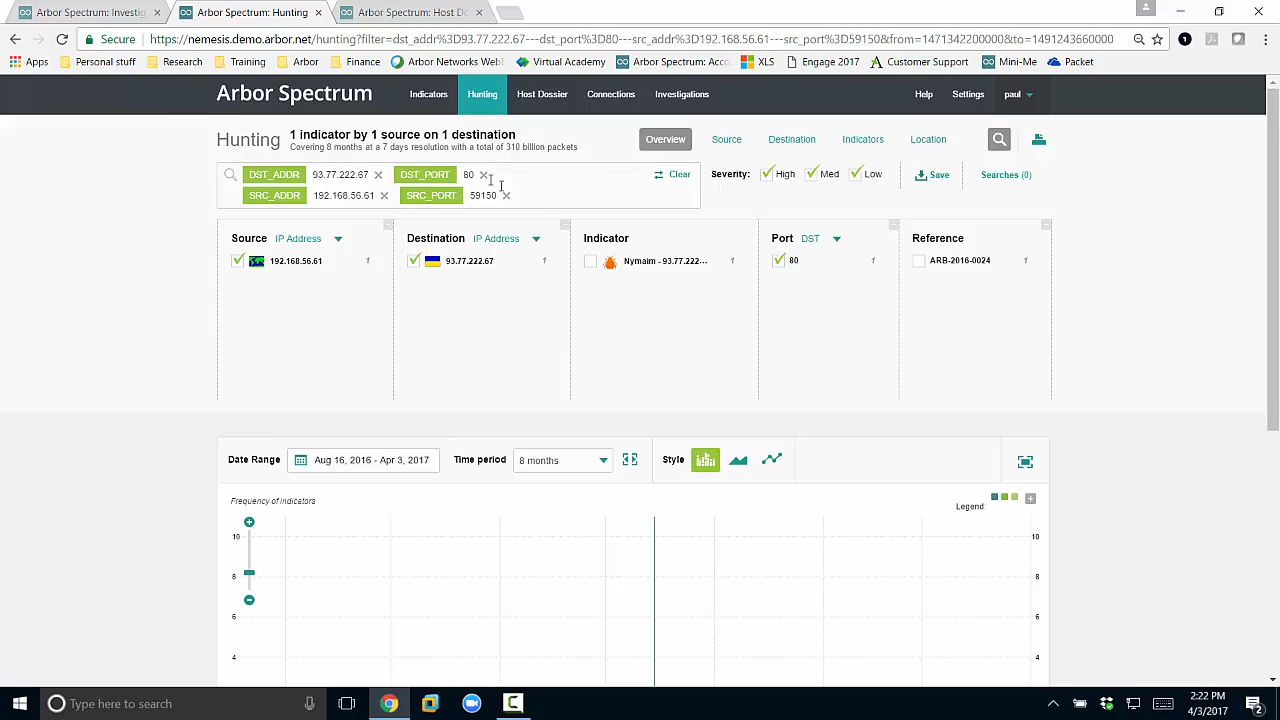 Arbor Spectrum: Investig
Arbor Spectrum: Hunting
Arbor Spectrum: Host Do
Secure
https://nemesis.demo.arbor.net/hunting?filter=dst_addr%3D93.77.222.67---dst_port%3D80---src_addr%3D192.168.56.61---src_port%3D59150&from=1471342200000&to=1491243660000
Apps
Personal stuff
Research
Training
Arbor
Finance
Arbor Networks WebE
Virtual Academy
Arbor Spectrum: Acco
XLS
Engage 2017
Customer Support
Mini-Me
Packet
Arbor Spectrum
Indicators
Hunting
Host Dossier
Connections
Investigations
Help
Settings
paul
Hunting
1 indicator by 1 source on 1 destination
Covering 8 months at a 7 days resolution with a total of 310 billion packets
Overview
Source
Destination
Indicators
Location
DST_ADDR 93.77.222.67 DST_PORT 80
SRC_ADDR 192.168.56.61 SRC_PORT 59150
Clear
Severity:
High
Med
Low
Save
Searches (0)
Source IP Address
192.168.56.61 1
Destination IP Address
93.77.222.67 1
Indicator
Nymaim - 93.77.222... 1
Port DST
80 1
Reference
ARB-2016-0024 1
Date Range
Aug 16, 2016 - Apr 3, 2017
Time period
8 months
Style
Frequency of indicators
Legend:
10 10
8 8
6 6
4 4
Type here to search
2:22 PM
4/3/2017
2